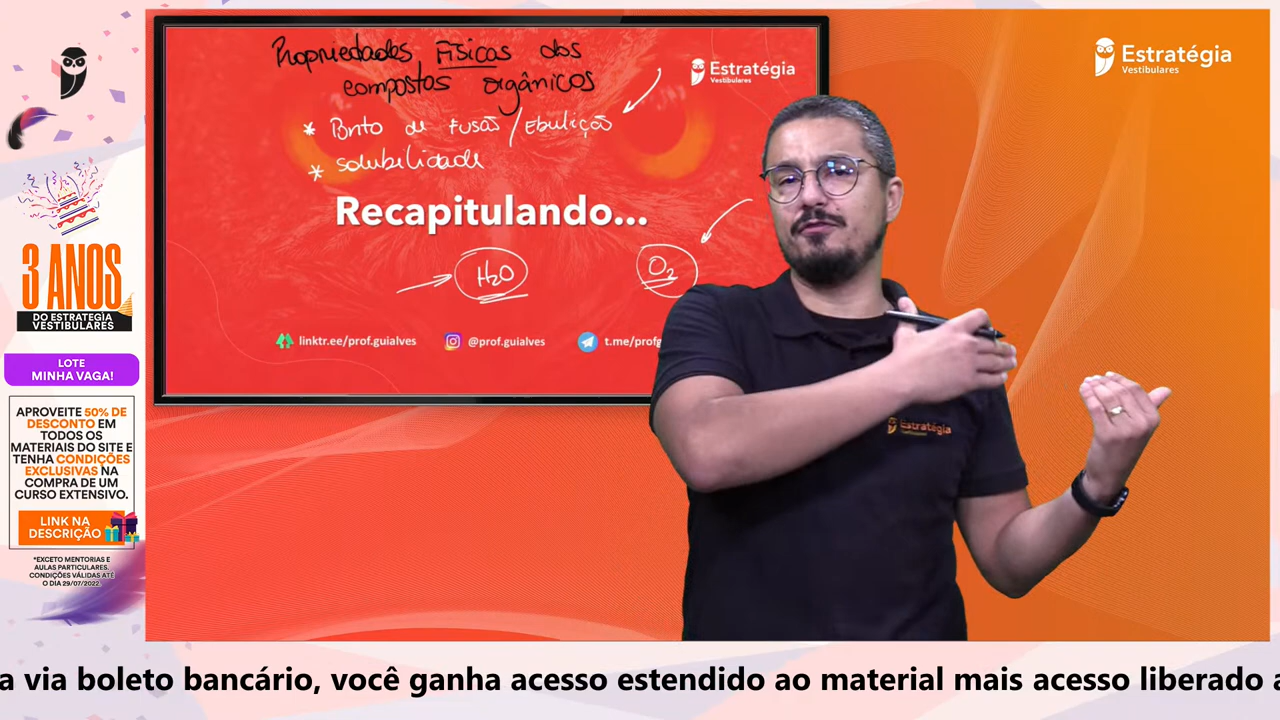 Propriedades Físicas dos
compostos orgânicos
* Ponto de Fusão / Ebulição
* solubilidade
Estratégia
Vestibulares
Recapitulando...
H₂O
O₂
linktr.ee/prof.guialves
@prof.guialves
t.me/profg
Estratégia
Vestibulares
Estratégia
3 ANOS
DO ESTRATEGIA
VESTIBULARES
LOTE
MINHA VAGA!
APROVEITE 50% DE
DESCONTO EM
TODOS OS
MATERIAIS DO SITE E
TENHA CONDIÇÕES
EXCLUSIVAS NA
COMPRA DE UM
CURSO EXTENSIVO.
LINK NA
DESCRIÇÃO
*EXCETO MENTORIAS E
AULAS PARTICULARES.
CONDIÇÕES VÁLIDAS ATÉ
O DIA 29/07/2022.
a via boleto bancário, você ganha acesso estendido ao material mais acesso liberado a